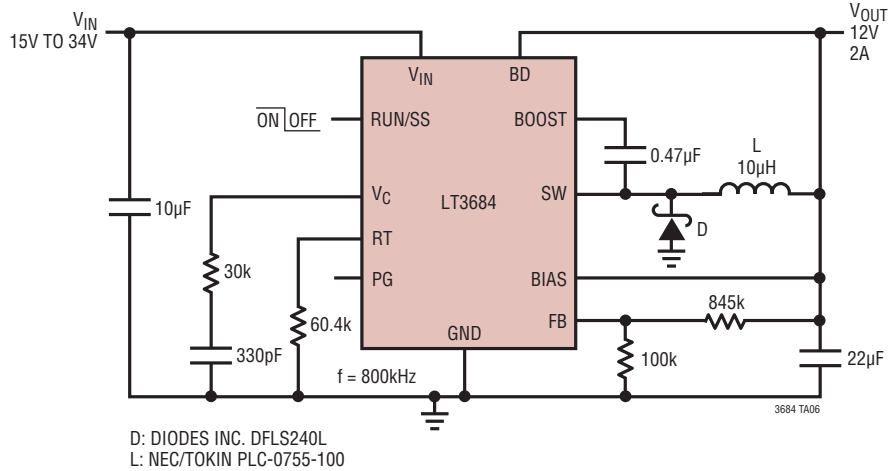 VIN
15V TO 34V
VOUT
12V
2A
VIN
BD
ON OFF
RUN/SS
BOOST
0.47µF
L
10µH
VC
LT3684
SW
10µF
D
RT
30k
PG
BIAS
60.4k
845k
FB
GND
330pF
100k
22µF
f = 800kHz
3684 TA06
D: DIODES INC. DFLS240L
L: NEC/TOKIN PLC-0755-100